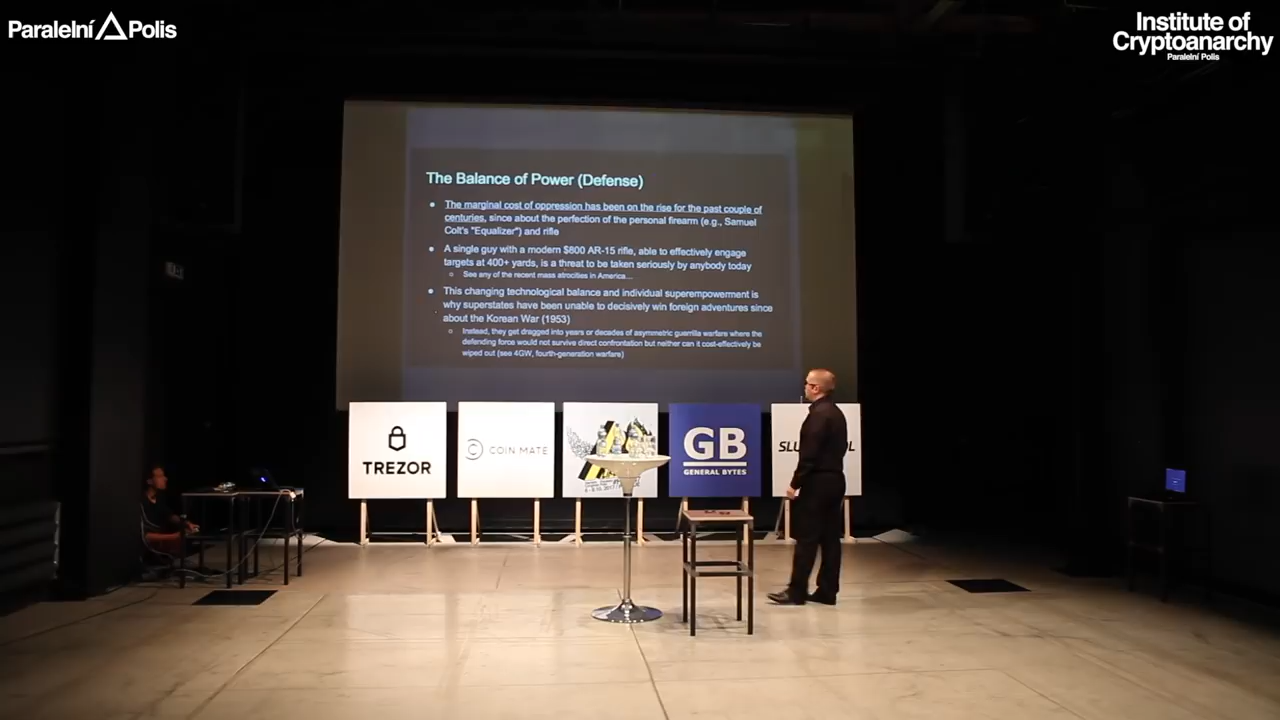 Paralelní Polis
Institute of
Cryptoanarchy
Paralelní Polis
The Balance of Power (Defense)
The marginal cost of oppression has been on the rise for the past couple of
centuries, since about the perfection of the personal firearm (e.g., Samuel
Colt's "Equalizer") and rifle
A single guy with a modern $800 AR-15 rifle, able to effectively engage
targets at 400+ yards, is a threat to be taken seriously by anybody today
See any of the recent mass atrocities in America...
This changing technological balance and individual superempowerment is
why superstates have been unable to decisively win foreign adventures since
about the Korean War (1953)
Instead, they get dragged into years or decades of asymmetric guerrilla warfare where the
defending force would not survive direct confrontation but neither can it cost-effectively be
wiped out (see 4GW, fourth-generation warfare)
TREZOR
COINMATE
GB
GENERAL BYTES